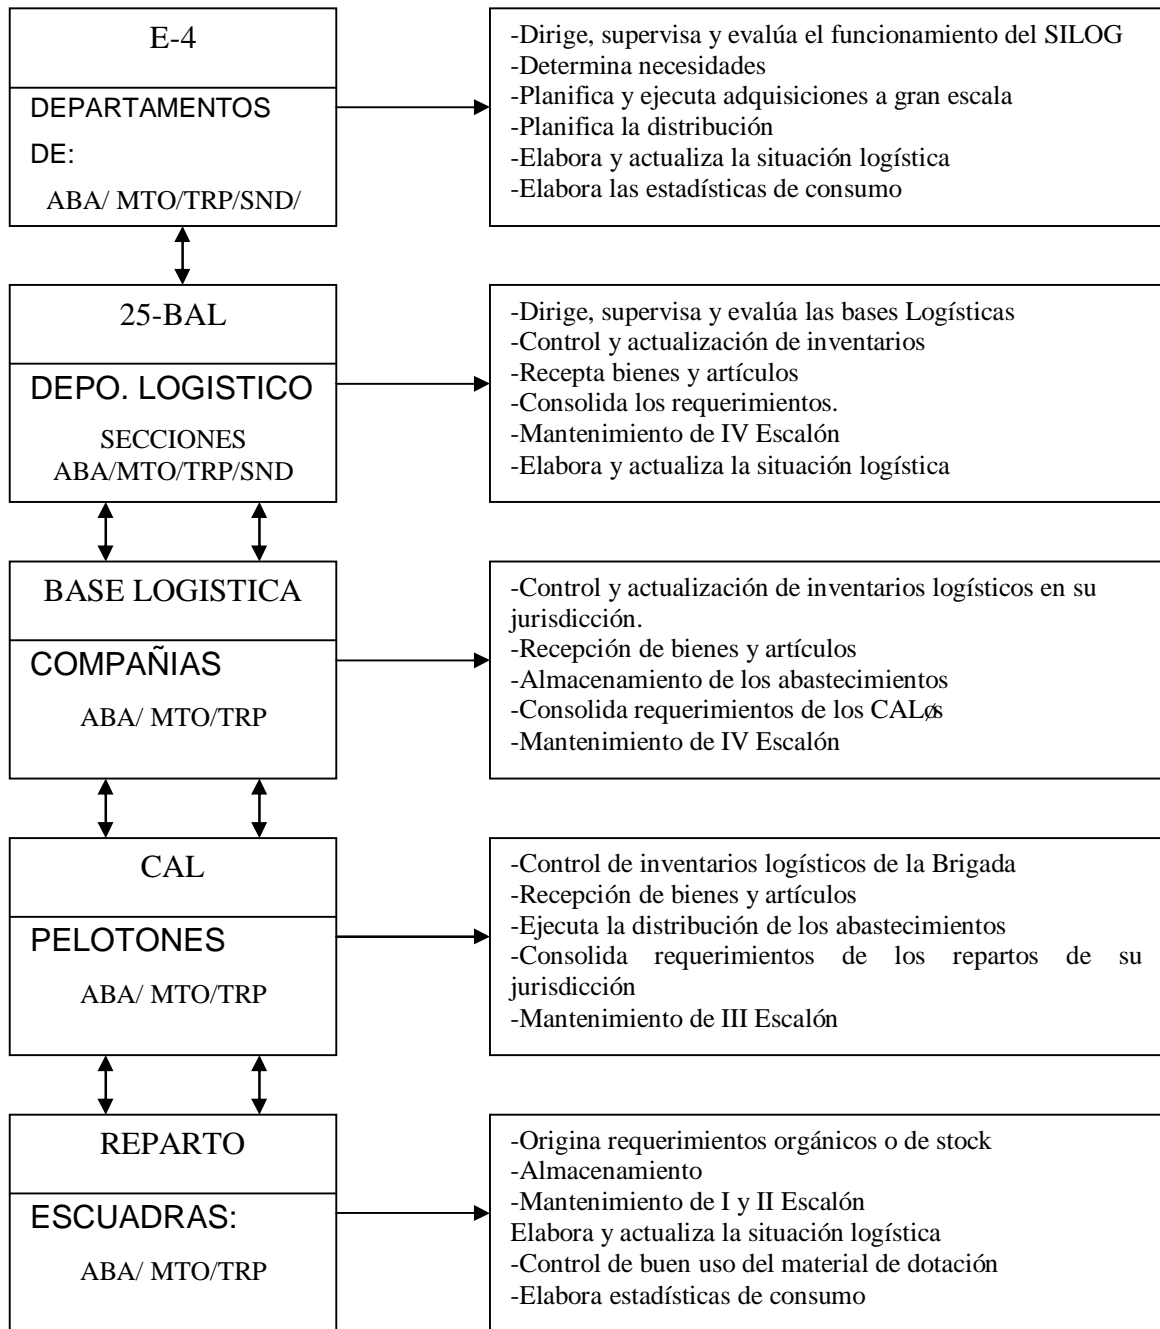 E-4
DEPARTAMENTOS
DE:
ABA/ MTO/TRP/SND/
-Dirige, supervisa y evalúa el funcionamiento del SILOG
-Determina necesidades
-Planifica y ejecuta adquisiciones a gran escala
-Planifica la distribución
-Elabora y actualiza la situación logística
-Elabora las estadísticas de consumo
25-BAL
DEPO. LOGISTICO
SECCIONES
ABA/MTO/TRP/SND
-Dirige, supervisa y evalúa las bases Logísticas
-Control y actualización de inventarios
-Recepta bienes y artículos
-Consolida los requerimientos.
-Mantenimiento de IV Escalón
-Elabora y actualiza la situación logística
BASE LOGISTICA
COMPAÑIAS
ABA/ MTO/TRP
-Control y actualización de inventarios logísticos en su
jurisdicción.
-Recepción de bienes y artículos
-Almacenamiento de los abastecimientos
-Consolida requerimientos de los CALøs
-Mantenimiento de IV Escalón
CAL
PELOTONES
ABA/ MTO/TRP
-Control de inventarios logísticos de la Brigada
-Recepción de bienes y artículos
-Ejecuta la distribución de los abastecimientos
-Consolida requerimientos de los repartos de su
jurisdicción
-Mantenimiento de III Escalón
REPARTO
ESCUADRAS:
ABA/ MTO/TRP
-Origina requerimientos orgánicos o de stock
-Almacenamiento
-Mantenimiento de I y II Escalón
Elabora y actualiza la situación logística
-Control de buen uso del material de dotación
-Elabora estadísticas de consumo